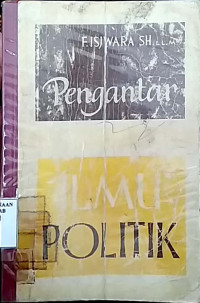 F. ISJWARA SH LL.M.
Pengantar
ILMU
POLITIK